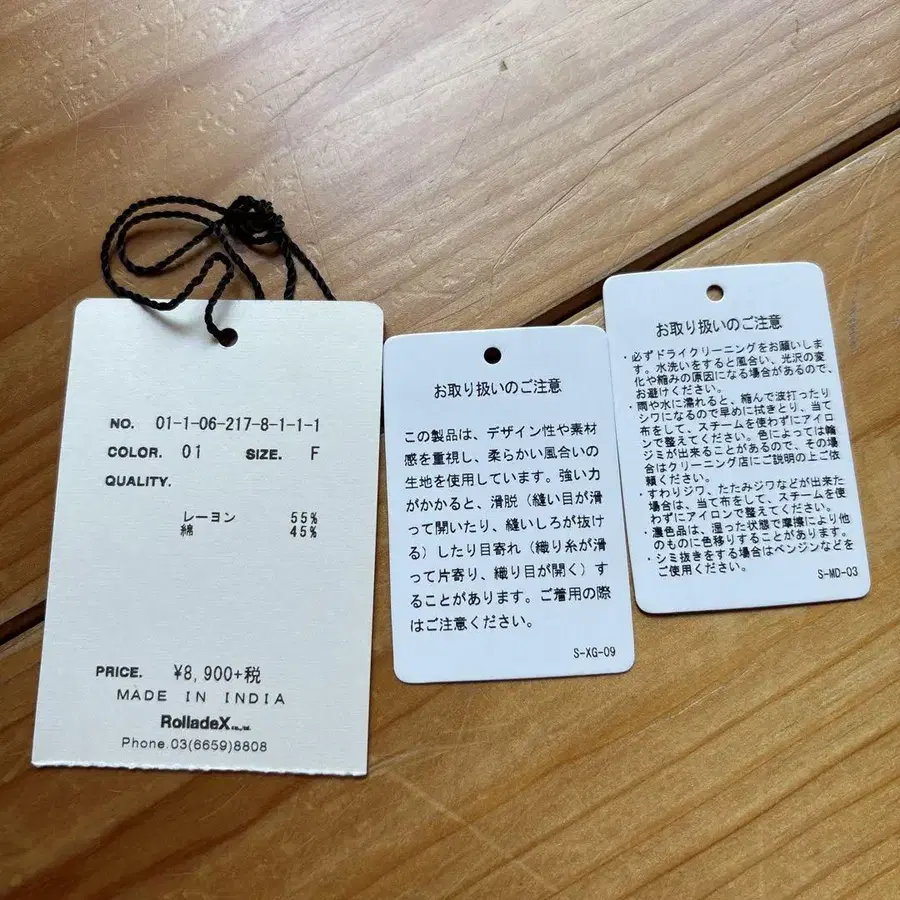 NO. 01-1-06-217-8-1-1-1
COLOR. 01 SIZE. F
QUALITY.
レーヨン 55%
綿 45%
PRICE. ¥8,900+税
MADE IN INDIA
RolladeX co.,ltd.
Phone.03(6659)8808
お取り扱いのご注意
この製品は、デザイン性や素材
感を重視し、柔らかい風合いの
生地を使用しています。強い力
がかかると、滑脱（縫い目が滑
って開いたり、縫いしろが抜け
る）したり目寄れ（織り糸が滑
って片寄り、織り目が開く）す
ることがあります。ご着用の際
はご注意ください。
S-XG-09
お取り扱いのご注意
・必ずドライクリーニングをお願いしま
す。水洗いをすると風合い、光沢の変
化や縮みの原因になる場合があるので、
お避けください。
・雨や水に濡れると、縮んで波打ったり
シワになるので早めに拭きとり、当て
布をして、スチームを使わずにアイロ
ンで整えてください。色によっては輪
ジミが出来ることがあるので、その場
合はクリーニング店にご説明の上ご依
頼ください。
・すわりジワ、たたみジワなどが出来た
場合は、当て布をして、スチームを使
わずにアイロンで整えてください。
・濃色品は、湿った状態で摩擦により他
のものに色移りすることがあります。
・シミ抜きをする場合はベンジンなどを
ご使用ください。
S-MD-03